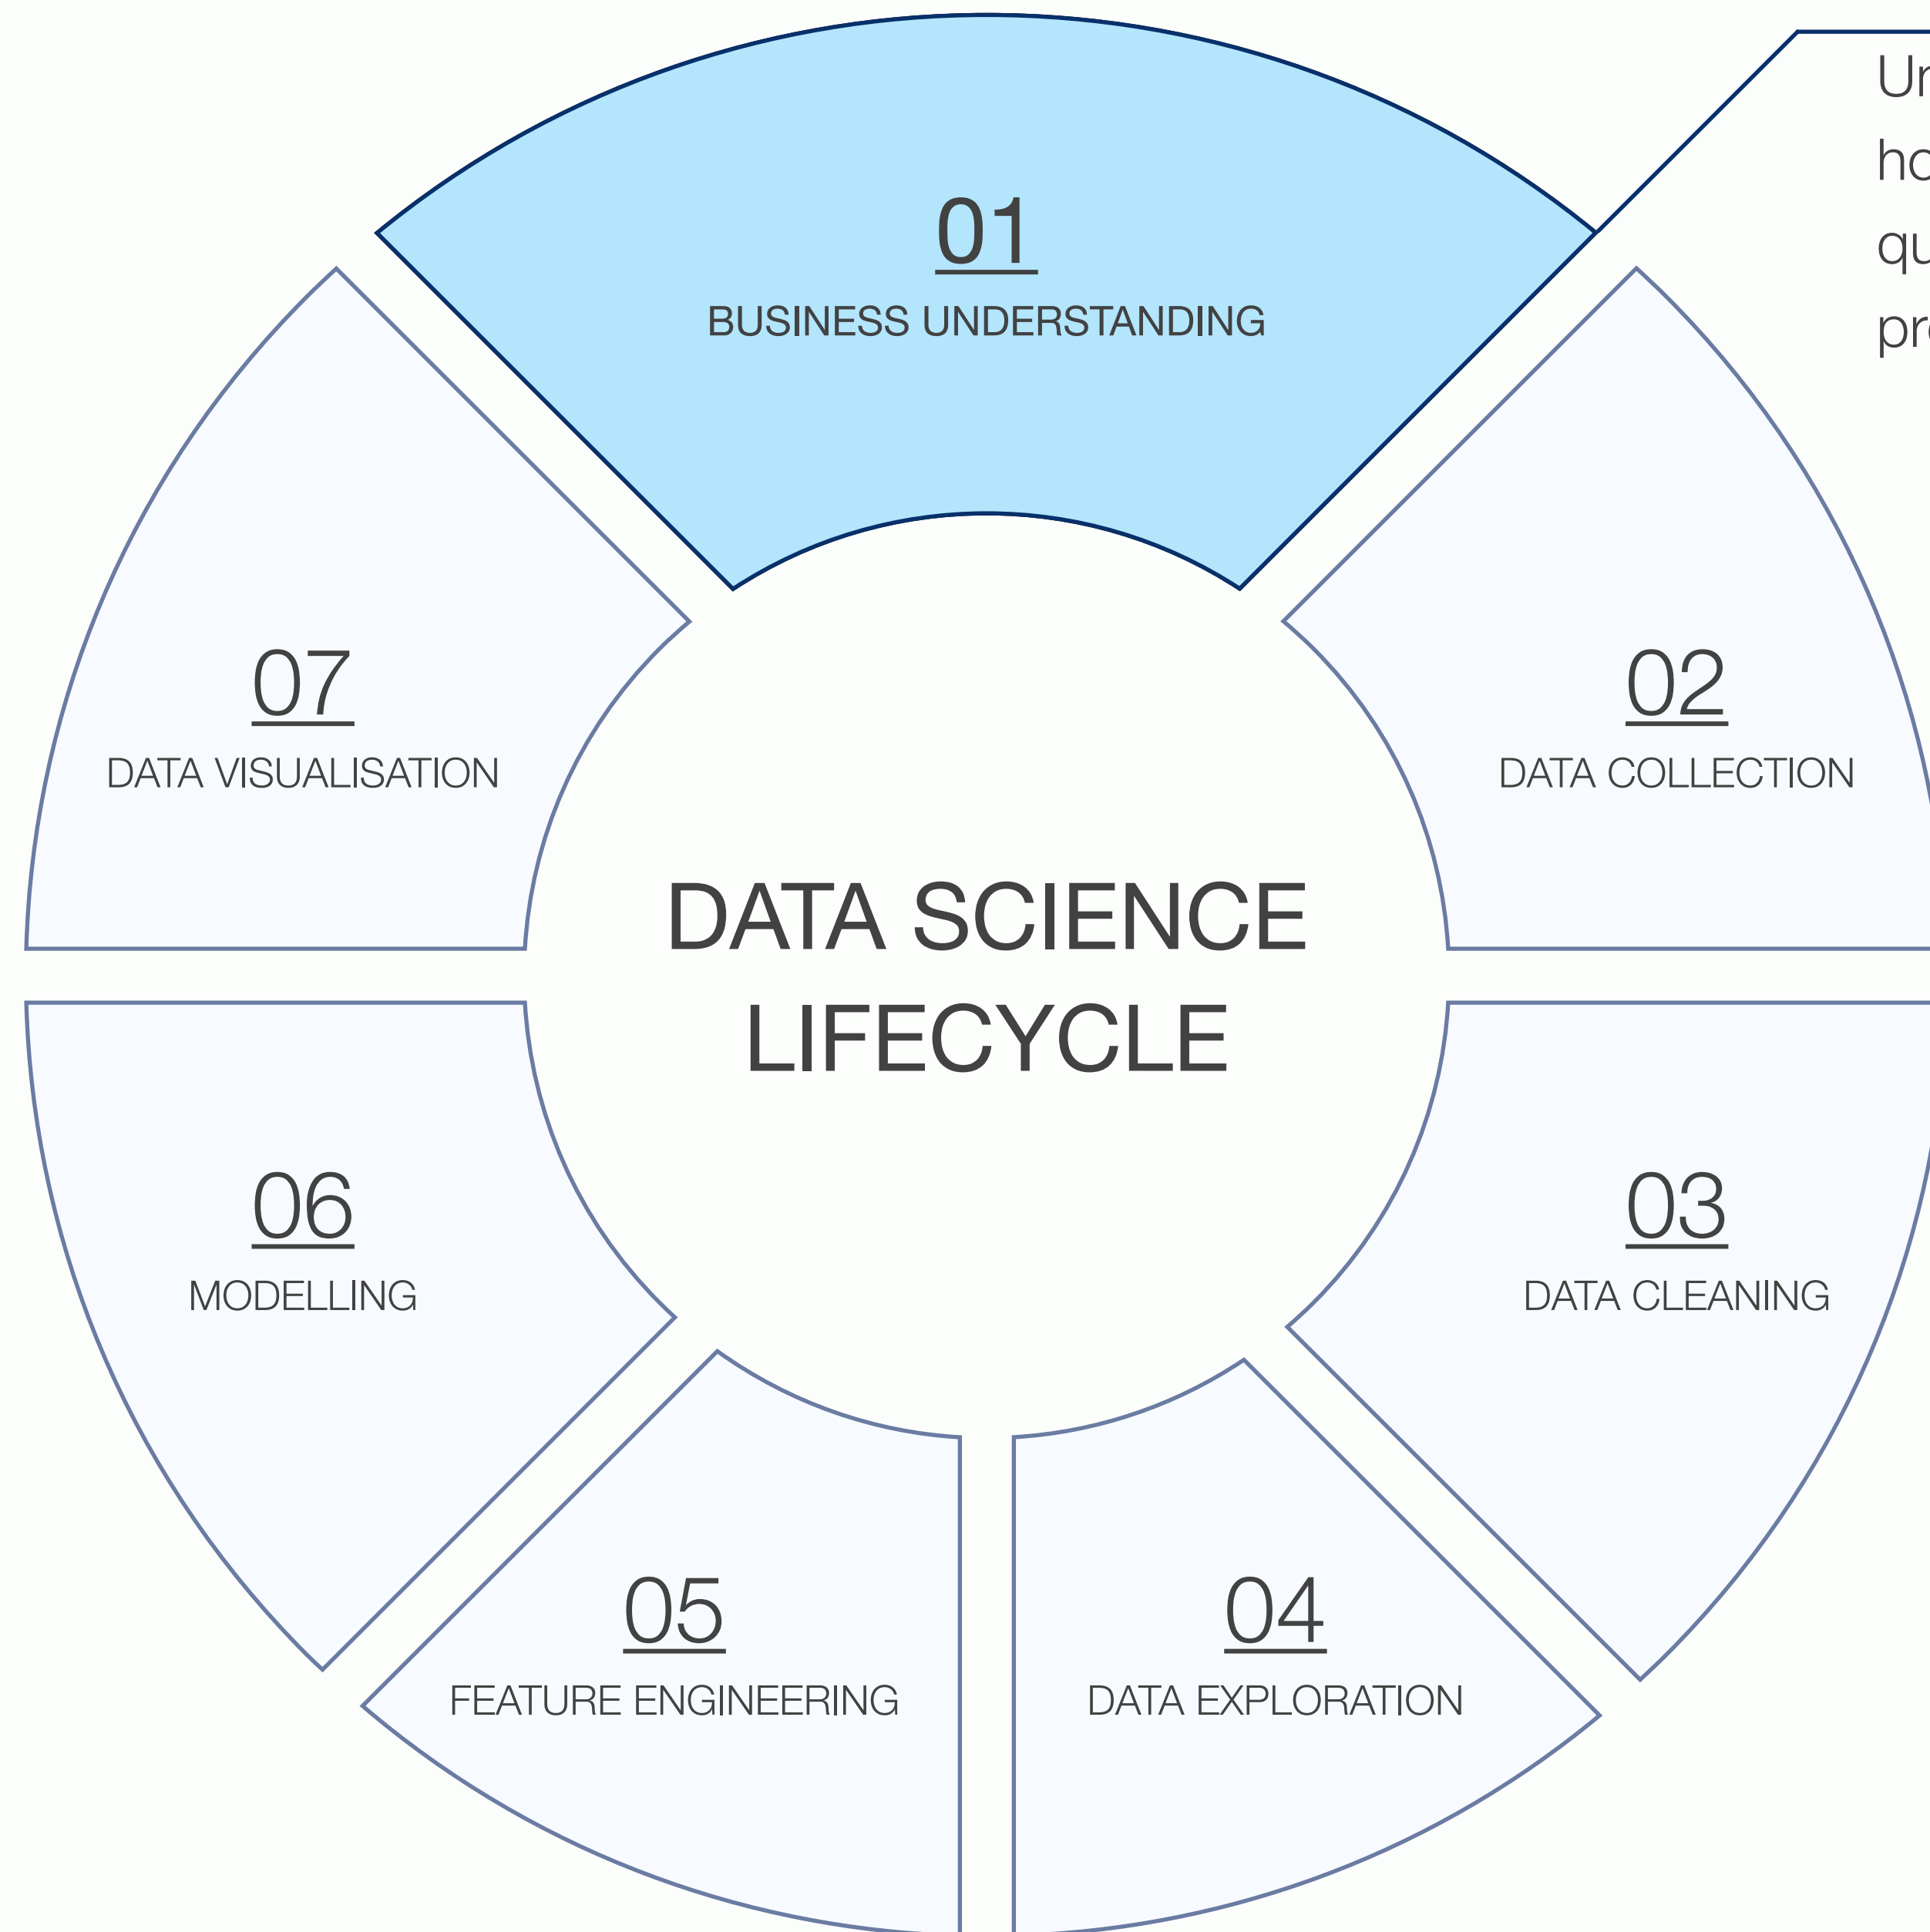 01
BUSINESS UNDERSTANDING
02
DATA COLLECTION
03
DATA CLEANING
04
DATA EXPLORATION
05
FEATURE ENGINEERING
06
MODELLING
07
DATA VISUALISATION
DATA SCIENCE
LIFECYCLE